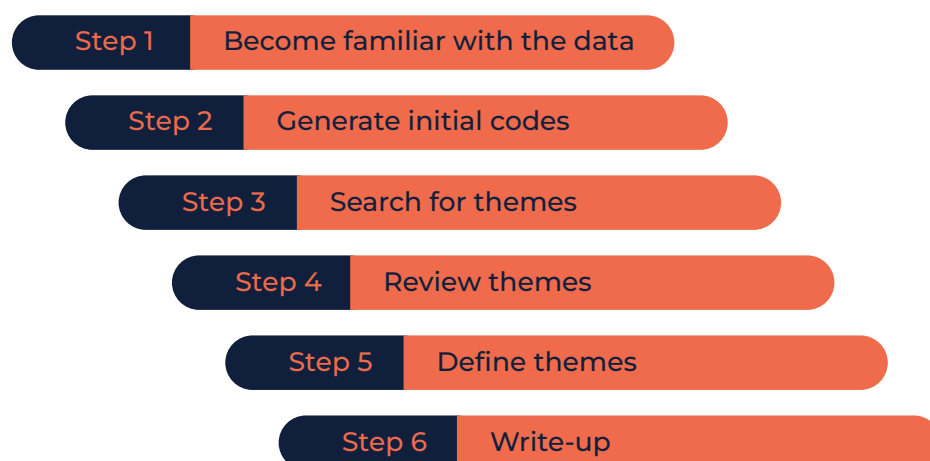 Step 1 Become familiar with the data
Step 2 Generate initial codes
Step 3 Search for themes
Step 4 Review themes
Step 5 Define themes
Step 6 Write-up